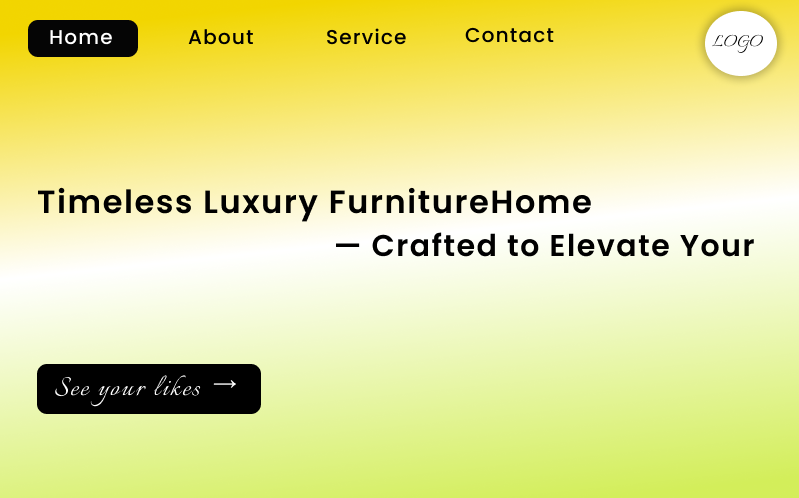 Home About Service Contact LOGO
Timeless Luxury FurnitureHome
— Crafted to Elevate Your
See your likes →